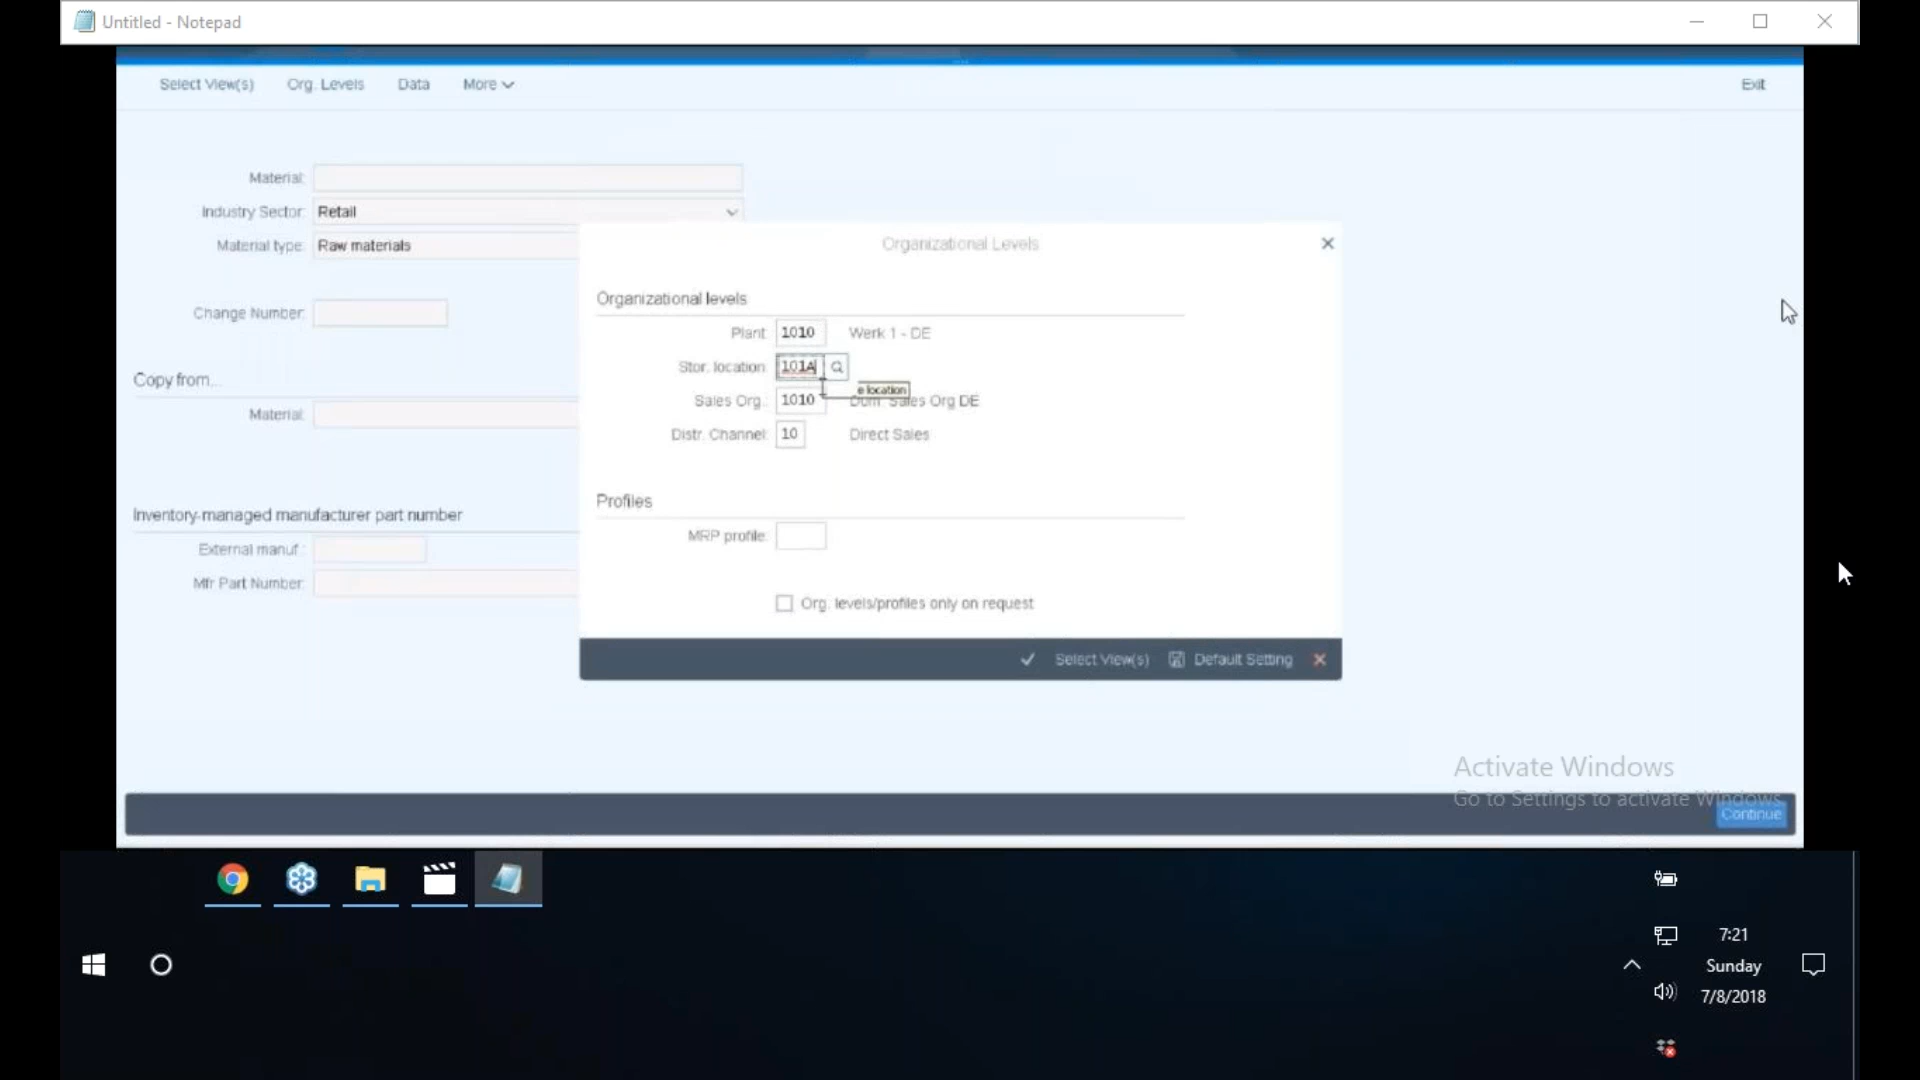 Untitled - Notepad
Select View(s) Org. Levels Data More Exit
Material:
Industry Sector: Retail
Material type: Raw materials
Change Number:
Copy from...
Material:
Inventory-managed manufacturer part number
External manuf.:
Mfr Part Number:
Organizational Levels
Organizational levels
Plant: 1010 Werk 1 - DE
Stor. location: 101A
e location
Sales Org.: 1010 Dom. Sales Org DE
Distr. Channel: 10 Direct Sales
Profiles
MRP profile:
Org. levels/profiles only on request
Select View(s) Default Setting
Activate Windows
Go to Settings to activate Windows.
Continue
7:21
Sunday
7/8/2018